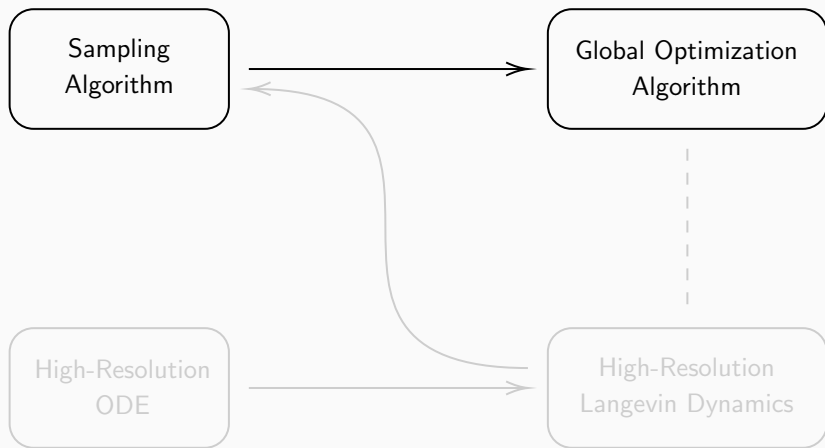 Sampling
Algorithm
Global Optimization
Algorithm
High-Resolution
ODE
High-Resolution
Langevin Dynamics